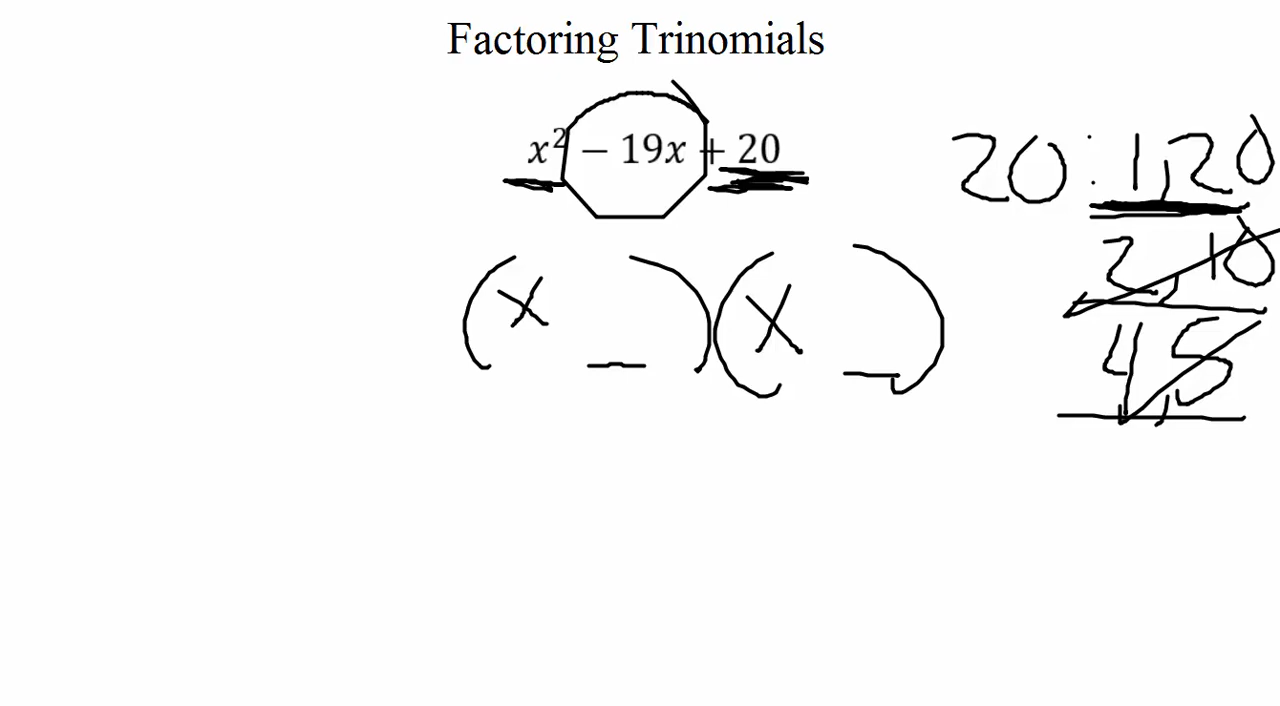 Factoring Trinomials
x² − 19x + 20
20 : 1,20
2,10
4,5
(x _ ) (x _ )